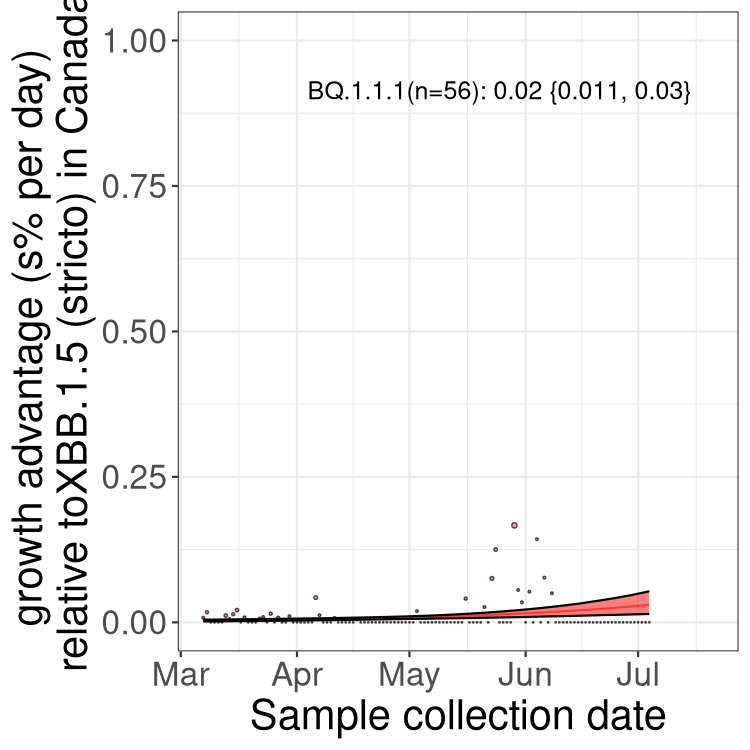 growth advantage (s% per day)
relative toXBB.1.5 (stricto) in Canada
1.00
0.75
0.50
0.25
0.00
BQ.1.1.1(n=56): 0.02 {0.011, 0.03}
Mar Apr May Jun Jul
Sample collection date